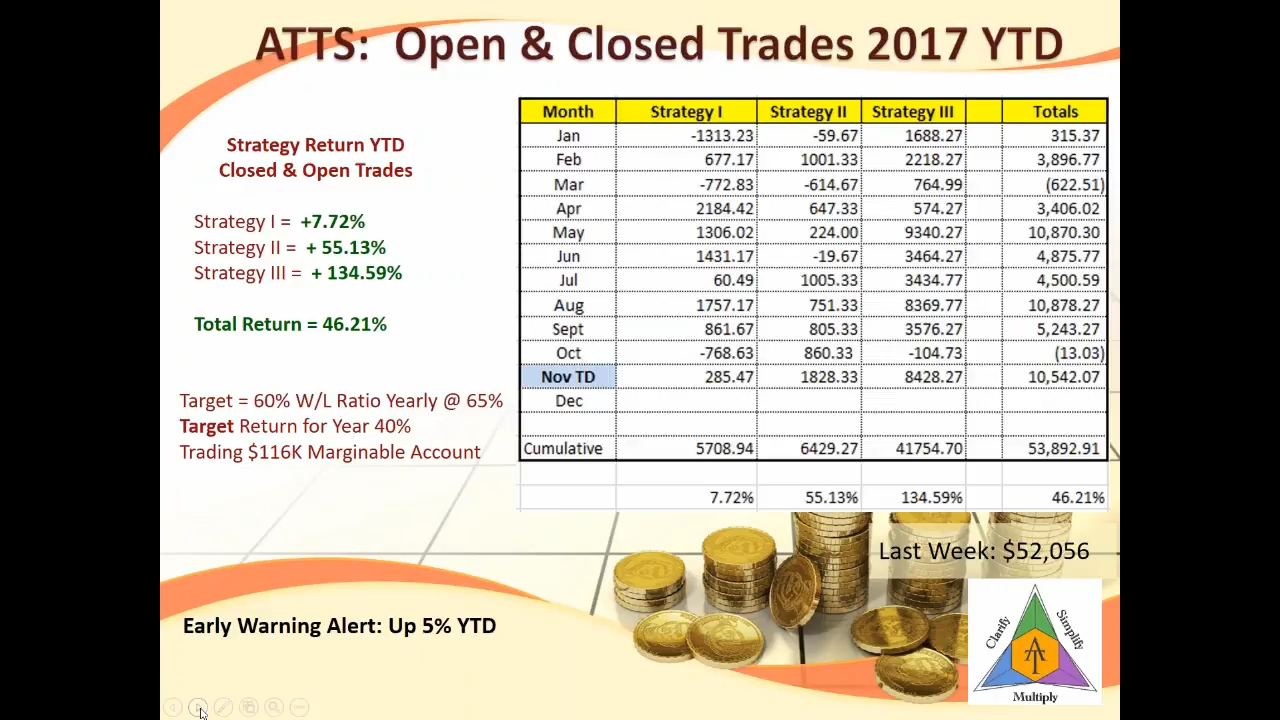 ATTS: Open & Closed Trades 2017 YTD
Strategy Return YTD
Closed & Open Trades
Strategy I = +7.72%
Strategy II = + 55.13%
Strategy III = + 134.59%
Total Return = 46.21%
Target = 60% W/L Ratio Yearly @ 65%
Target Return for Year 40%
Trading $116K Marginable Account
Month Strategy I Strategy II Strategy III Totals
Jan -1313.23 -59.67 1688.27 315.37
Feb 677.17 1001.33 2218.27 3,896.77
Mar -772.83 -614.67 764.99 (622.51)
Apr 2184.42 647.33 574.27 3,406.02
May 1306.02 224.00 9340.27 10,870.30
Jun 1431.17 -19.67 3464.27 4,875.77
Jul 60.49 1005.33 3434.77 4,500.59
Aug 1757.17 751.33 8369.77 10,878.27
Sept 861.67 805.33 3576.27 5,243.27
Oct -768.63 860.33 -104.73 (13.03)
Nov TD 285.47 1828.33 8428.27 10,542.07
Dec
Cumulative 5708.94 6429.27 41754.70 53,892.91
7.72% 55.13% 134.59% 46.21%
Last Week: $52,056
Early Warning Alert: Up 5% YTD
Clarify
Simplify
Multiply